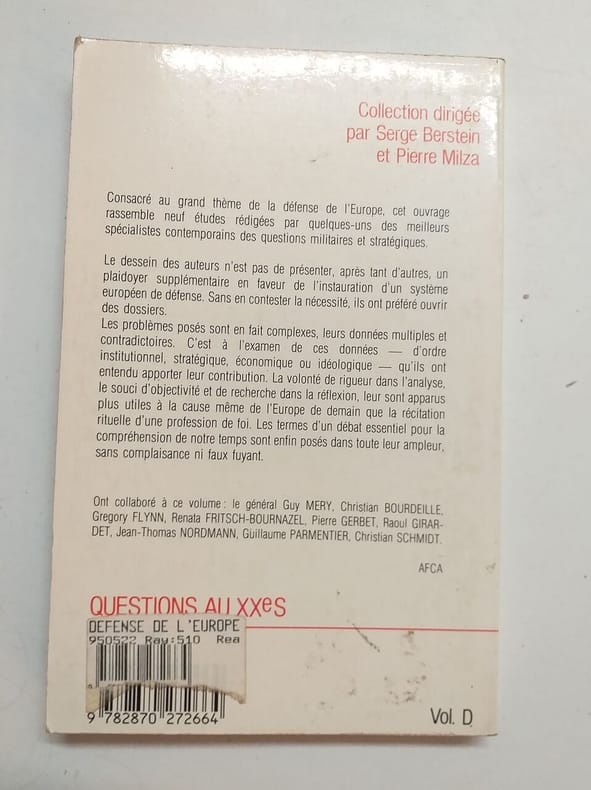 Collection dirigée
par Serge Berstein
et Pierre Milza
Consacré au grand thème de la défense de l'Europe, cet ouvrage
rassemble neuf études rédigées par quelques-uns des meilleurs
spécialistes contemporains des questions militaires et stratégiques.
Le dessein des auteurs n'est pas de présenter, après tant d'autres, un
plaidoyer supplémentaire en faveur de l'instauration d'un système
européen de défense. Sans en contester la nécessité, ils ont préféré ouvrir
des dossiers.
Les problèmes posés sont en fait complexes, leurs données multiples et
contradictoires. C'est à l'examen de ces données — d'ordre
institutionnel, stratégique, économique ou idéologique — qu'ils ont
entendu apporter leur contribution. La volonté de rigueur dans l'analyse,
le souci d'objectivité et de recherche dans la réflexion, leur sont apparus
plus utiles à la cause même de l'Europe de demain que la récitation
rituelle d'une profession de foi. Les termes d'un débat essentiel pour la
compréhension de notre temps sont enfin posés dans toute leur ampleur,
sans complaisance ni faux fuyant.
Ont collaboré à ce volume : le général Guy MERY, Christian BOURDEILLE,
Gregory FLYNN, Renata FRITSCH-BOURNAZEL, Pierre GERBET, Raoul GIRAR-
DET, Jean-Thomas NORDMANN, Guillaume PARMENTIER, Christian SCHMIDT.
AFCA
QUESTIONS AU XXeS
DEFENSE DE L'EUROPE
950522 Ray:510 Rea
9 782870 272664
Vol. D